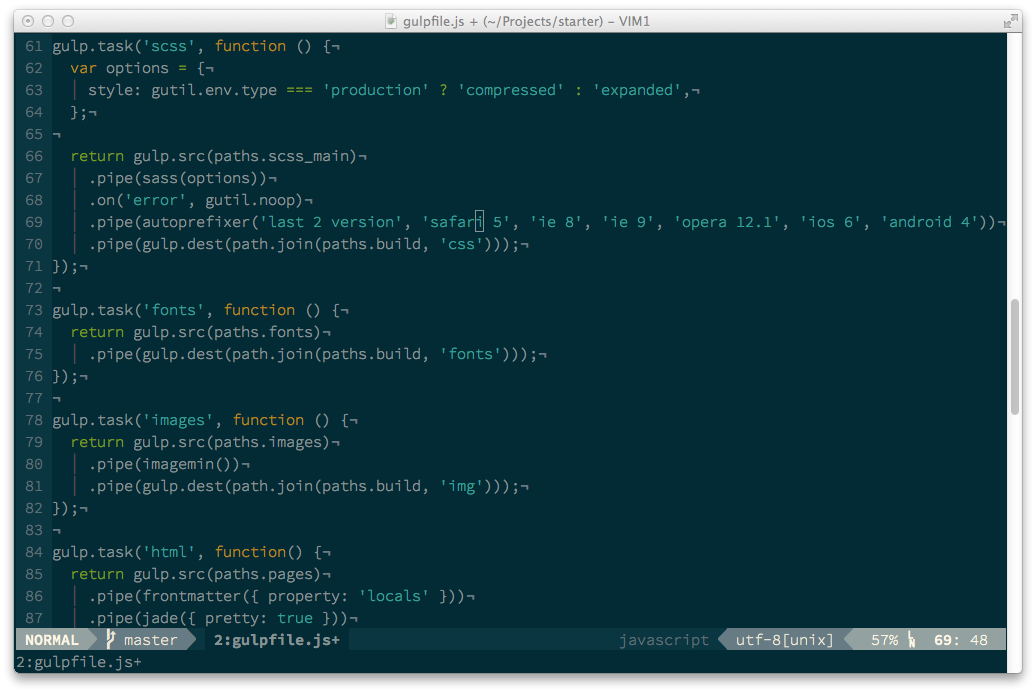 gulpfile.js + (~/Projects/starter) – VIM1
61 gulp.task('scss', function () {¬
62   var options = {¬
63   | style: gutil.env.type === 'production' ? 'compressed' : 'expanded',¬
64   };¬
65 ¬
66   return gulp.src(paths.scss_main)¬
67   | .pipe(sass(options))¬
68   | .on('error', gutil.noop)¬
69   | .pipe(autoprefixer('last 2 version', 'safari 5', 'ie 8', 'ie 9', 'opera 12.1', 'ios 6', 'android 4'))¬
70   | .pipe(gulp.dest(path.join(paths.build, 'css')));¬
71 });¬
72 ¬
73 gulp.task('fonts', function () {¬
74   return gulp.src(paths.fonts)¬
75   | .pipe(gulp.dest(path.join(paths.build, 'fonts')));¬
76 });¬
77 ¬
78 gulp.task('images', function () {¬
79   return gulp.src(paths.images)¬
80   | .pipe(imagemin())¬
81   | .pipe(gulp.dest(path.join(paths.build, 'img')));¬
82 });¬
83 ¬
84 gulp.task('html', function() {¬
85   return gulp.src(paths.pages)¬
86   | .pipe(frontmatter({ property: 'locals' }))¬
87   | .pipe(jade({ pretty: true }))¬
NORMAL master 2:gulpfile.js+ javascript utf-8[unix] 57% LN 69: 48
2:gulpfile.js+